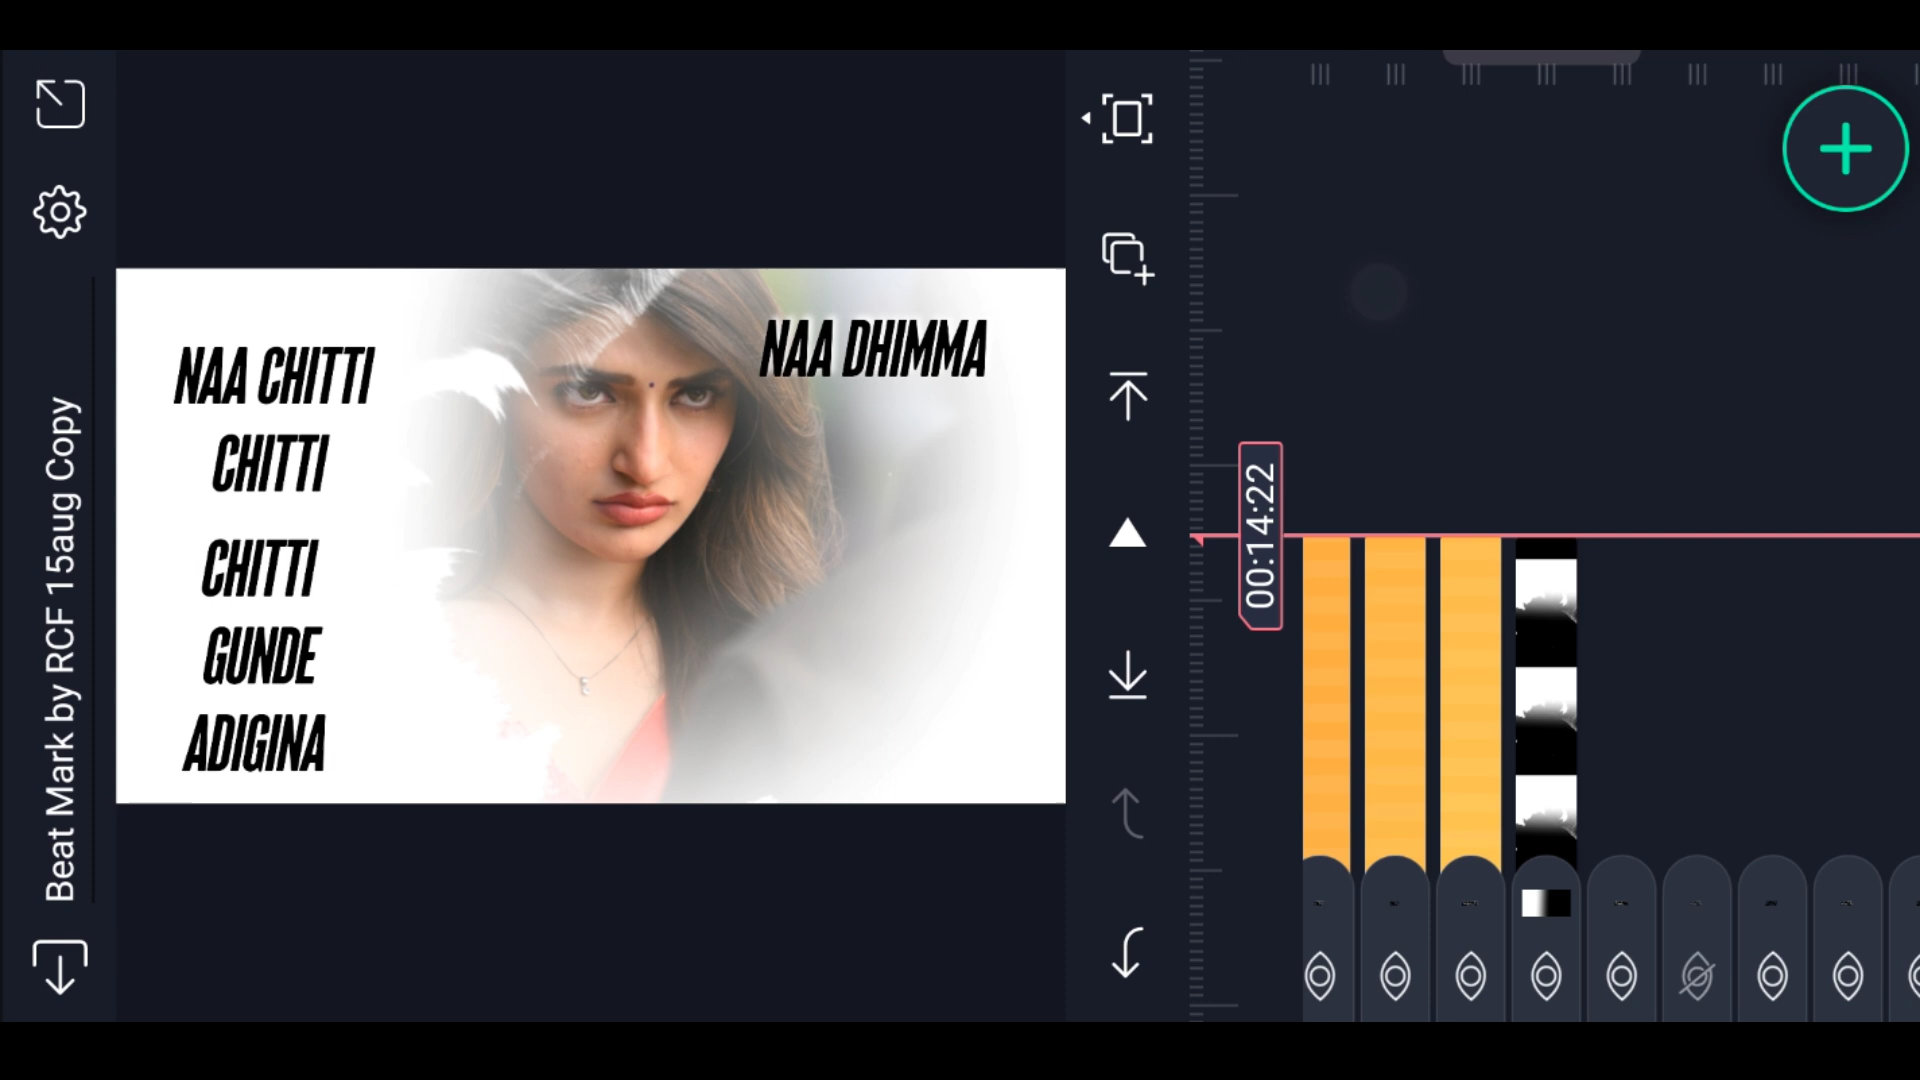 Beat Mark by RCF 15aug Copy
NAA CHITTI
CHITTI
CHITTI
GUNDE
ADIGINA
NAA DHIMMA
00:14:22